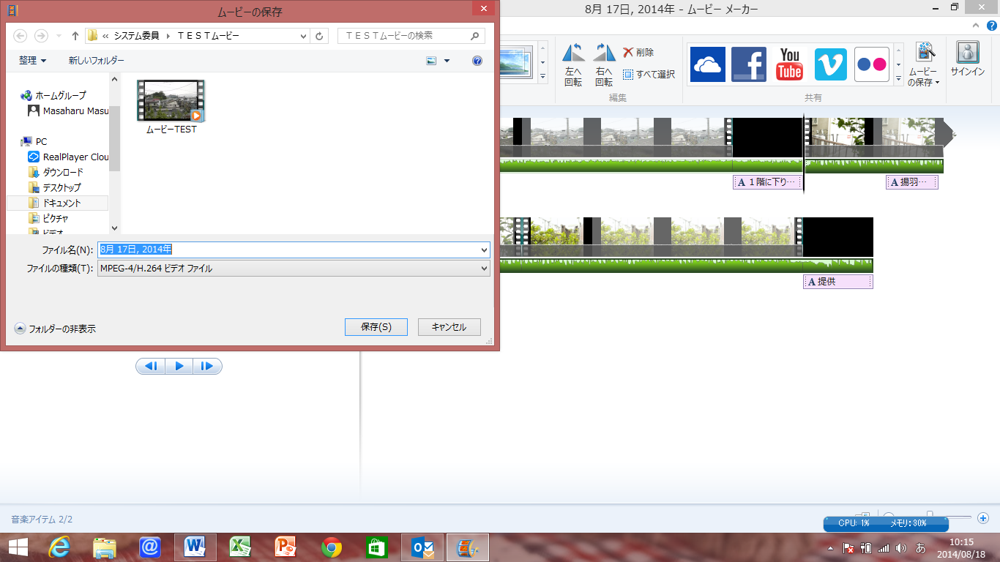 ムービーの保存
8月 17日, 2014年 - ムービー メーカー
« システム委員 ▸ ＴＥＳＴムービー
ＴＥＳＴムービーの検索
整理 新しいフォルダー
ホームグループ
Masaharu Masu
PC
RealPlayer Clou
ダウンロード
デスクトップ
ドキュメント
ピクチャ
ビデオ
ムービーTEST
ファイル名(N): 8月 17日, 2014年
ファイルの種類(T): MPEG-4/H.264 ビデオ ファイル
フォルダーの非表示
保存(S) キャンセル
左へ
回転
右へ
回転
削除
すべて選択
編集
You
Tube
共有
ムービー
の保存
サインイン
A １階に下り…
A 揚羽…
A 提供
音楽アイテム 2/2
CPU: 1% メモリ: 30%
あ
10:15
2014/08/18